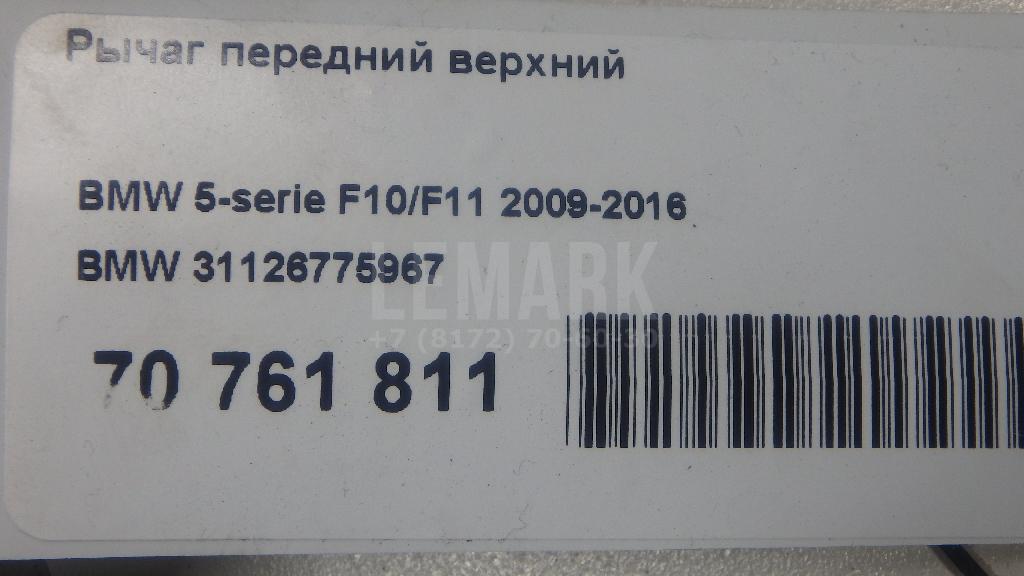 Рычаг передний верхний
BMW 5-serie F10/F11 2009-2016
BMW 31126775967
LEMARK
+7 (8172) 70-60-30
70 761 811